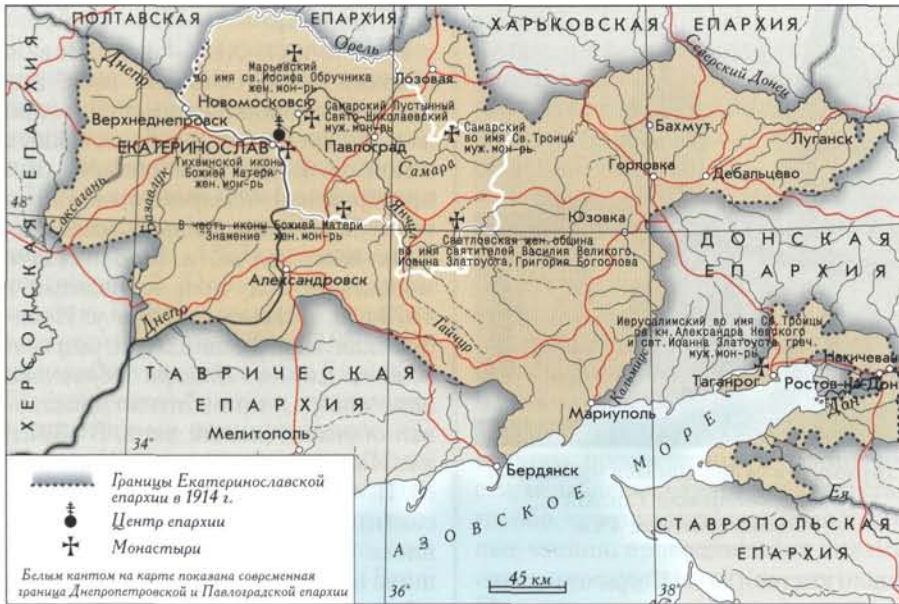 ПОЛТАВСКАЯ ЕПАРХИЯ
ХАРЬКОВСКАЯ ЕПАРХИЯ
Днепр
Орель
Северский Донец
Марьевский
во имя св.Иосифа Обручника
жен.мон-рь
Лозовая
Новомосковск
Верхнеднепровск
Самарский Пустынный
Свято-Николаевский
муж.мон-рь
Самарский
во имя Св.Троицы
муж.мон-рь
Бахмут
Луганск
ЕКАТЕРИНОСЛАВ
Павлоград
Тихвинской иконы
Божией Матери
жен.мон-рь
Самара
Горловка
Дебальцево
ХЕРСОНСКАЯ ЕПАРХИЯ
48°
Саксагань
Базавлук
В честь иконы Божией Матери
"Знамение" жен.мон-рь
Янчур
Юзовка
Светловская жен.община
во имя святителей Василия Великого,
Иоанна Златоуста,Григория Богослова
ДОНСКАЯ
ЕПАРХИЯ
48°
Александровск
Днепр
Гайчур
Кальмиус
Иерусалимский во имя Св.Троицы,
св.кн.Александра Невского
и свт.Иоанна Златоуста греч.
муж.мон-рь
Таганрог
Нахичевань
Ростов-на-Дону
Дон
ТАВРИЧЕСКАЯ
ЕПАРХИЯ
Мариуполь
34°
Мелитополь
Бердянск
АЗОВСКОЕ МОРЕ
Ея
СТАВРОПОЛЬСКАЯ
ЕПАРХИЯ
Границы Екатеринославской
епархии в 1914 г.
Центр епархии
Монастыри
Белым кантом на карте показана современная
граница Днепропетровской и Павлоградской епархии
36°
45 км
38°